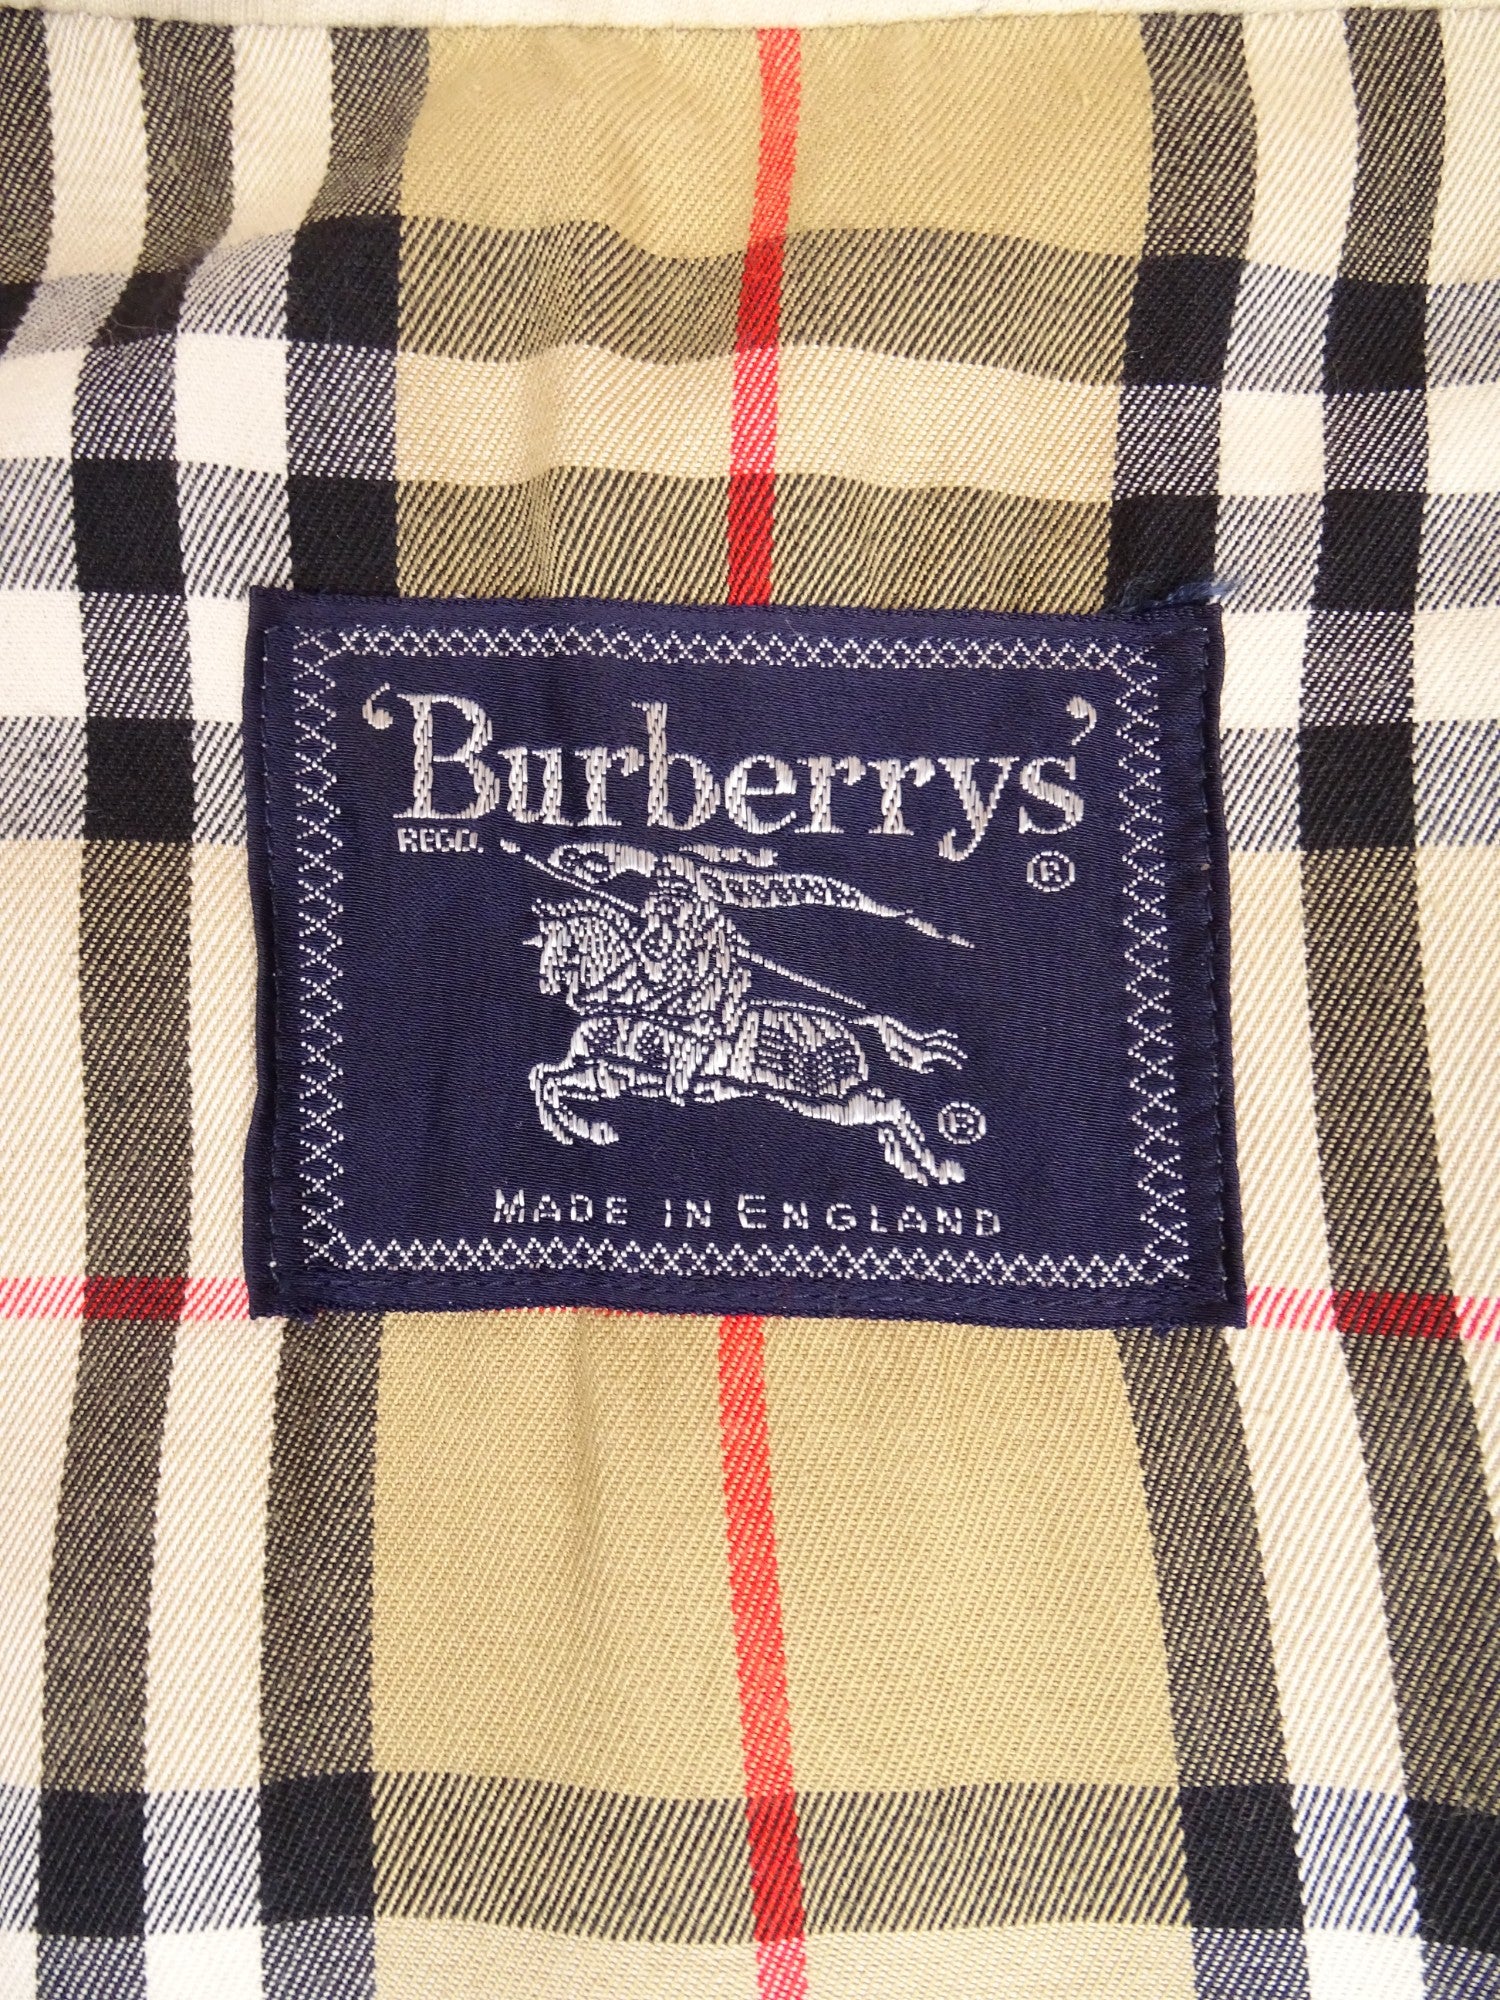 ‘Burberrys’
REGD. ®
®
MADE IN ENGLAND